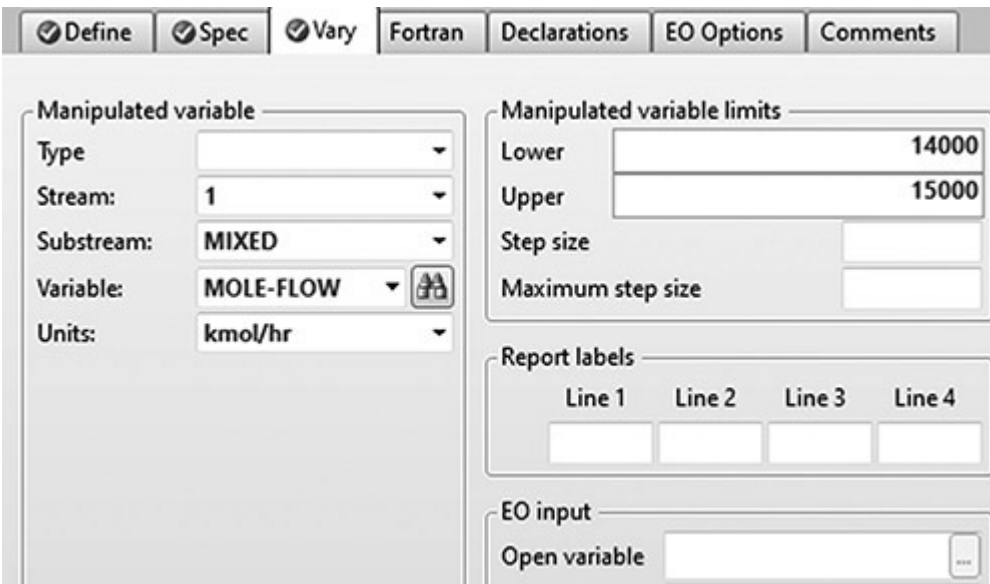 Define Spec Vary Fortran Declarations EO Options Comments
Manipulated variable
Type
Stream: 1
Substream: MIXED
Variable: MOLE-FLOW
Units: kmol/hr
Manipulated variable limits
Lower 14000
Upper 15000
Step size
Maximum step size
Report labels
Line 1 Line 2 Line 3 Line 4
EO input
Open variable ...